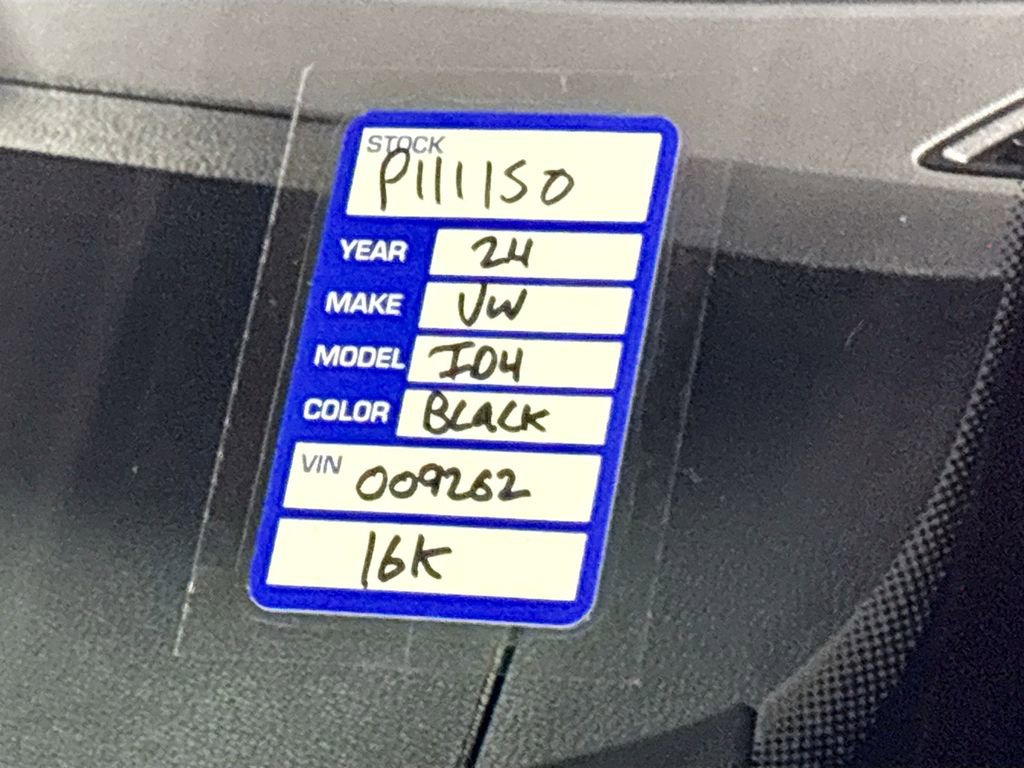 STOCK
P111150
YEAR 24
MAKE VW
MODEL ID4
COLOR BLACK
VIN 009262
16K